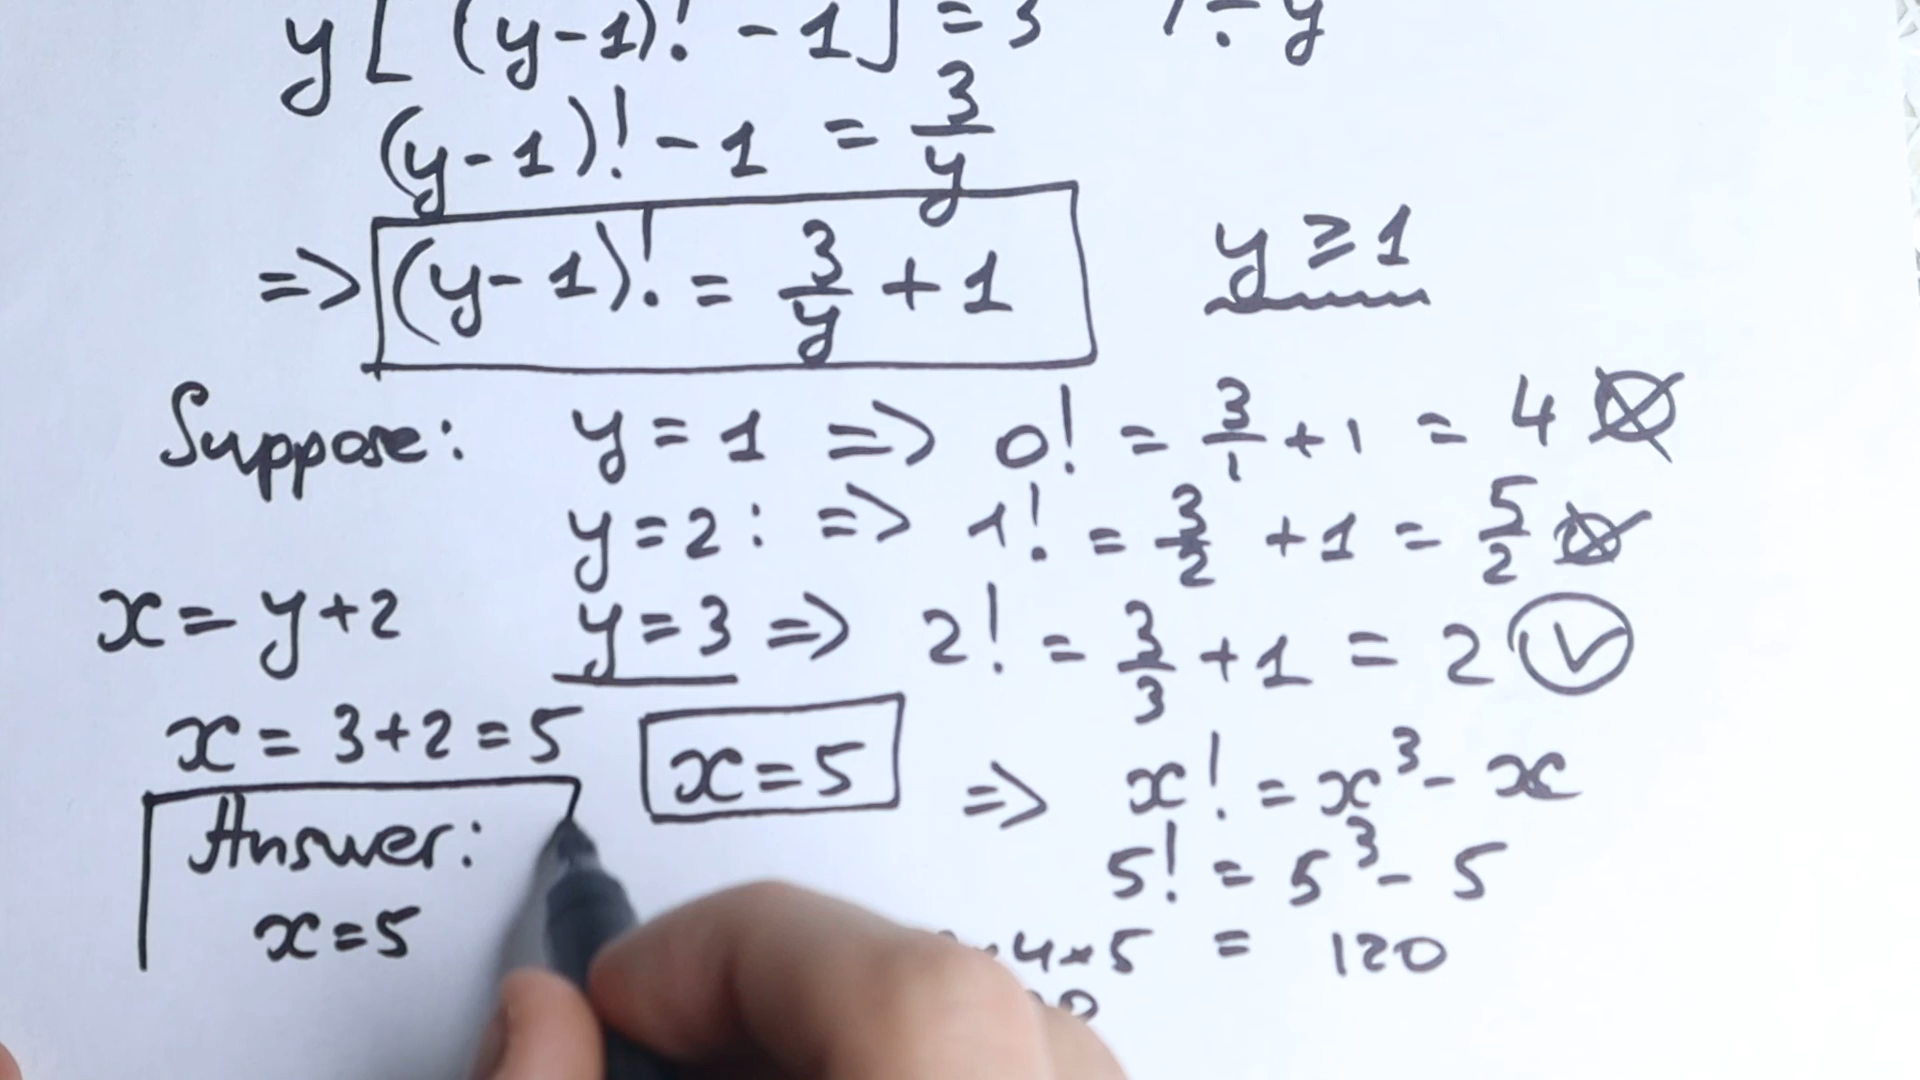 y[(y-1)! - 1] = 3 / ÷ y
(y-1)! - 1 = 3/y
=> (y-1)! = 3/y + 1 y ≥ 1
Suppose: y = 1 => 0! = 3/1 + 1 = 4
y = 2 : => 1! = 3/2 + 1 = 5/2
x = y + 2 y = 3 => 2! = 3/3 + 1 = 2
x = 3 + 2 = 5 x = 5 => x! = x³ - x
Answer: 5! = 5³ - 5
x = 5 4 × 5 = 120